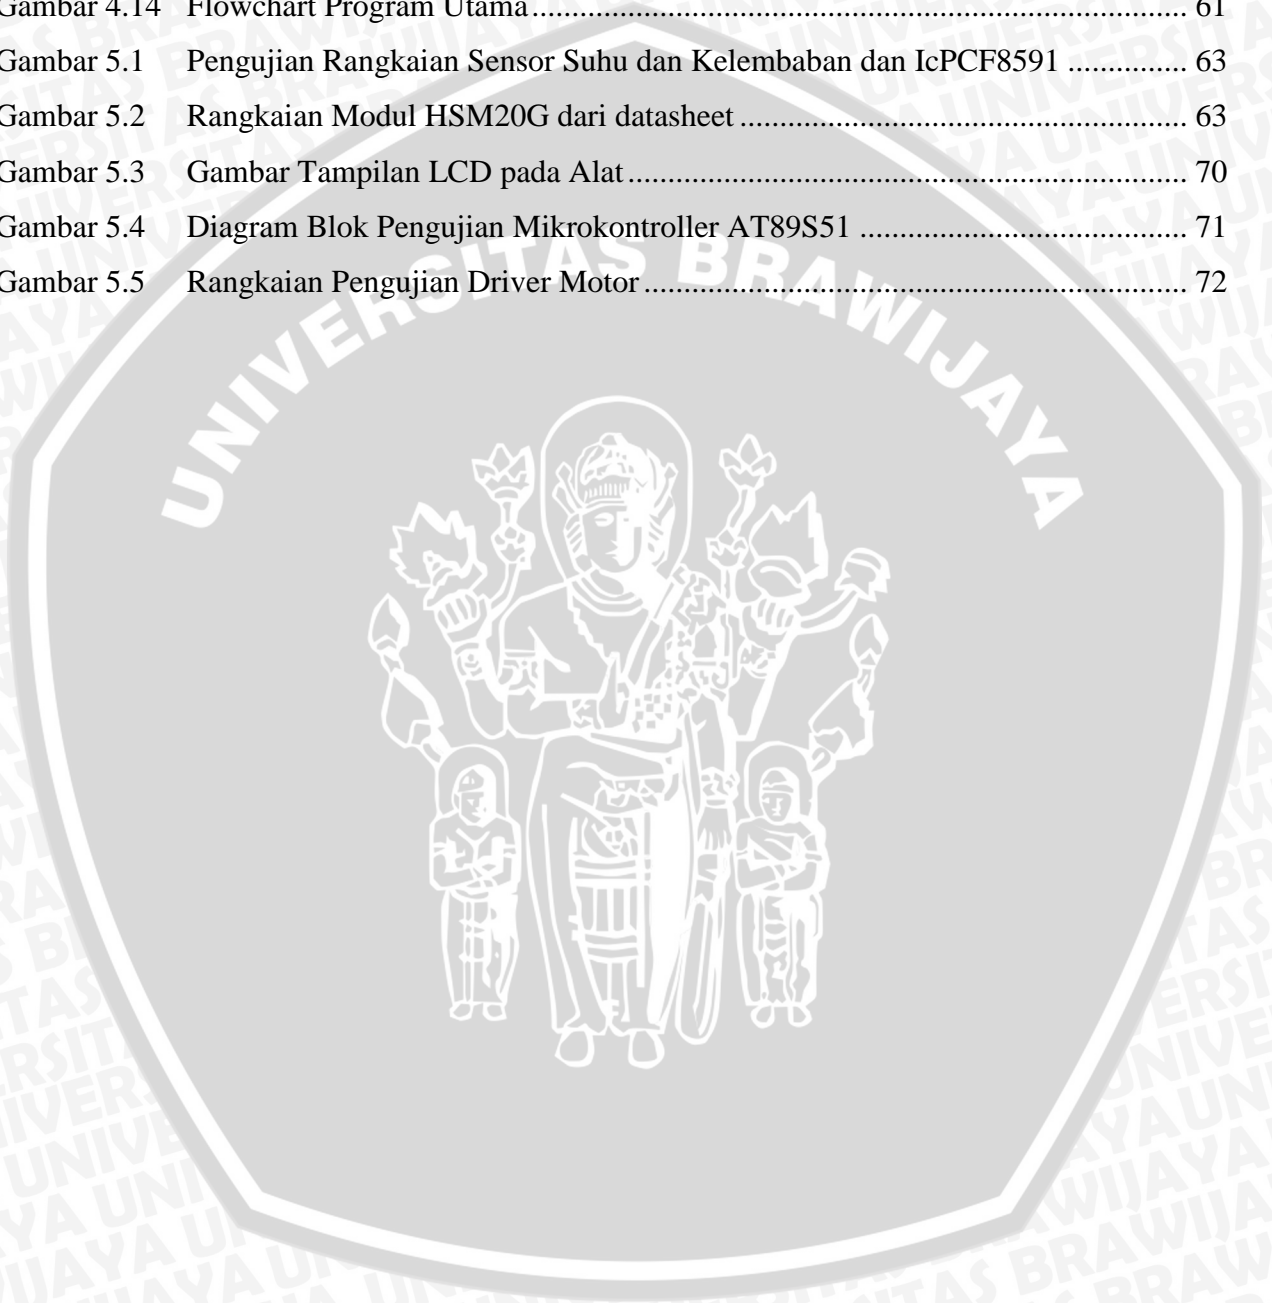 Gambar 4.14 Flowchart Program Utama ........................................................................ 61
Gambar 5.1 Pengujian Rangkaian Sensor Suhu dan Kelembaban dan IcPCF8591 ............... 63
Gambar 5.2 Rangkaian Modul HSM20G dari datasheet ........................................................ 63
Gambar 5.3 Gambar Tampilan LCD pada Alat ..................................................................... 70
Gambar 5.4 Diagram Blok Pengujian Mikrokontroller AT89S51 ......................................... 71
Gambar 5.5 Rangkaian Pengujian Driver Motor ................................................................... 72
UNIVERSITAS BRAWIJAYA